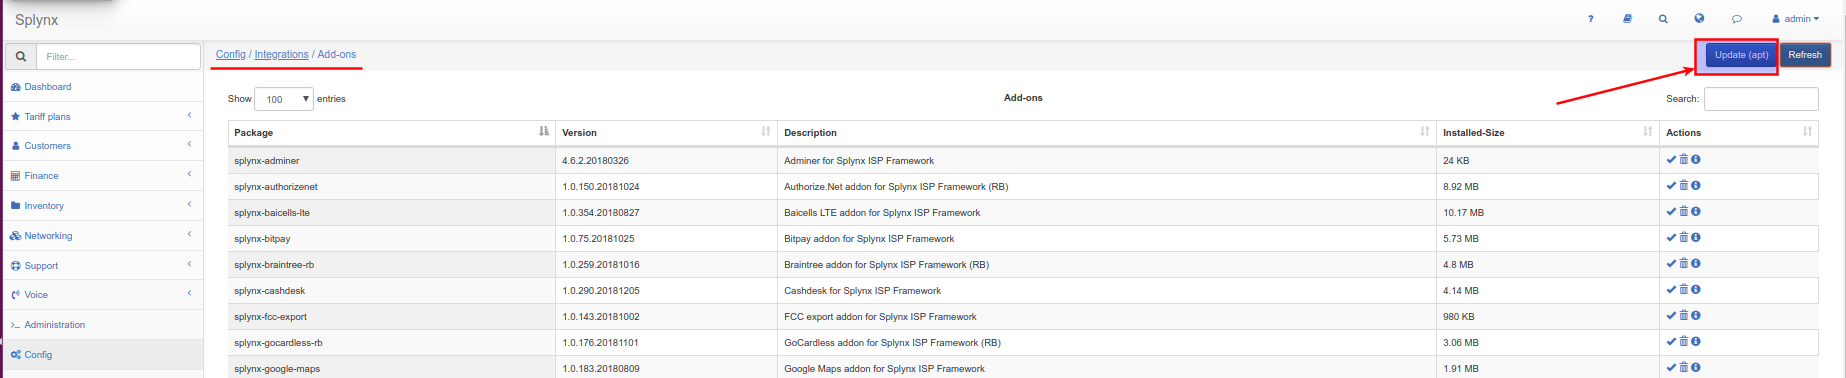 Splynx
? admin
Filter...
Config / Integrations / Add-ons
Update (apt) Refresh
Dashboard
Tariff plans
Customers
Finance
Inventory
Networking
Support
Voice
Administration
Config
Show 100 entries
Add-ons
Search:
Package Version Description Installed-Size Actions
splynx-adminer 4.6.2.20180326 Adminer for Splynx ISP Framework 24 KB
splynx-authorizenet 1.0.150.20181024 Authorize.Net addon for Splynx ISP Framework (RB) 8.92 MB
splynx-baicells-lte 1.0.354.20180827 Baicells LTE addon for Splynx ISP Framework 10.17 MB
splynx-bitpay 1.0.75.20181025 Bitpay addon for Splynx ISP Framework 5.73 MB
splynx-braintree-rb 1.0.259.20181016 Braintree addon for Splynx ISP Framework (RB) 4.8 MB
splynx-cashdesk 1.0.290.20181205 Cashdesk for Splynx ISP Framework 4.14 MB
splynx-fcc-export 1.0.143.20181002 FCC export addon for Splynx ISP Framework 980 KB
splynx-gocardless-rb 1.0.176.20181101 GoCardless addon for Splynx ISP Framework (RB) 3.06 MB
splynx-google-maps 1.0.183.20180809 Google Maps addon for Splynx ISP Framework 1.91 MB